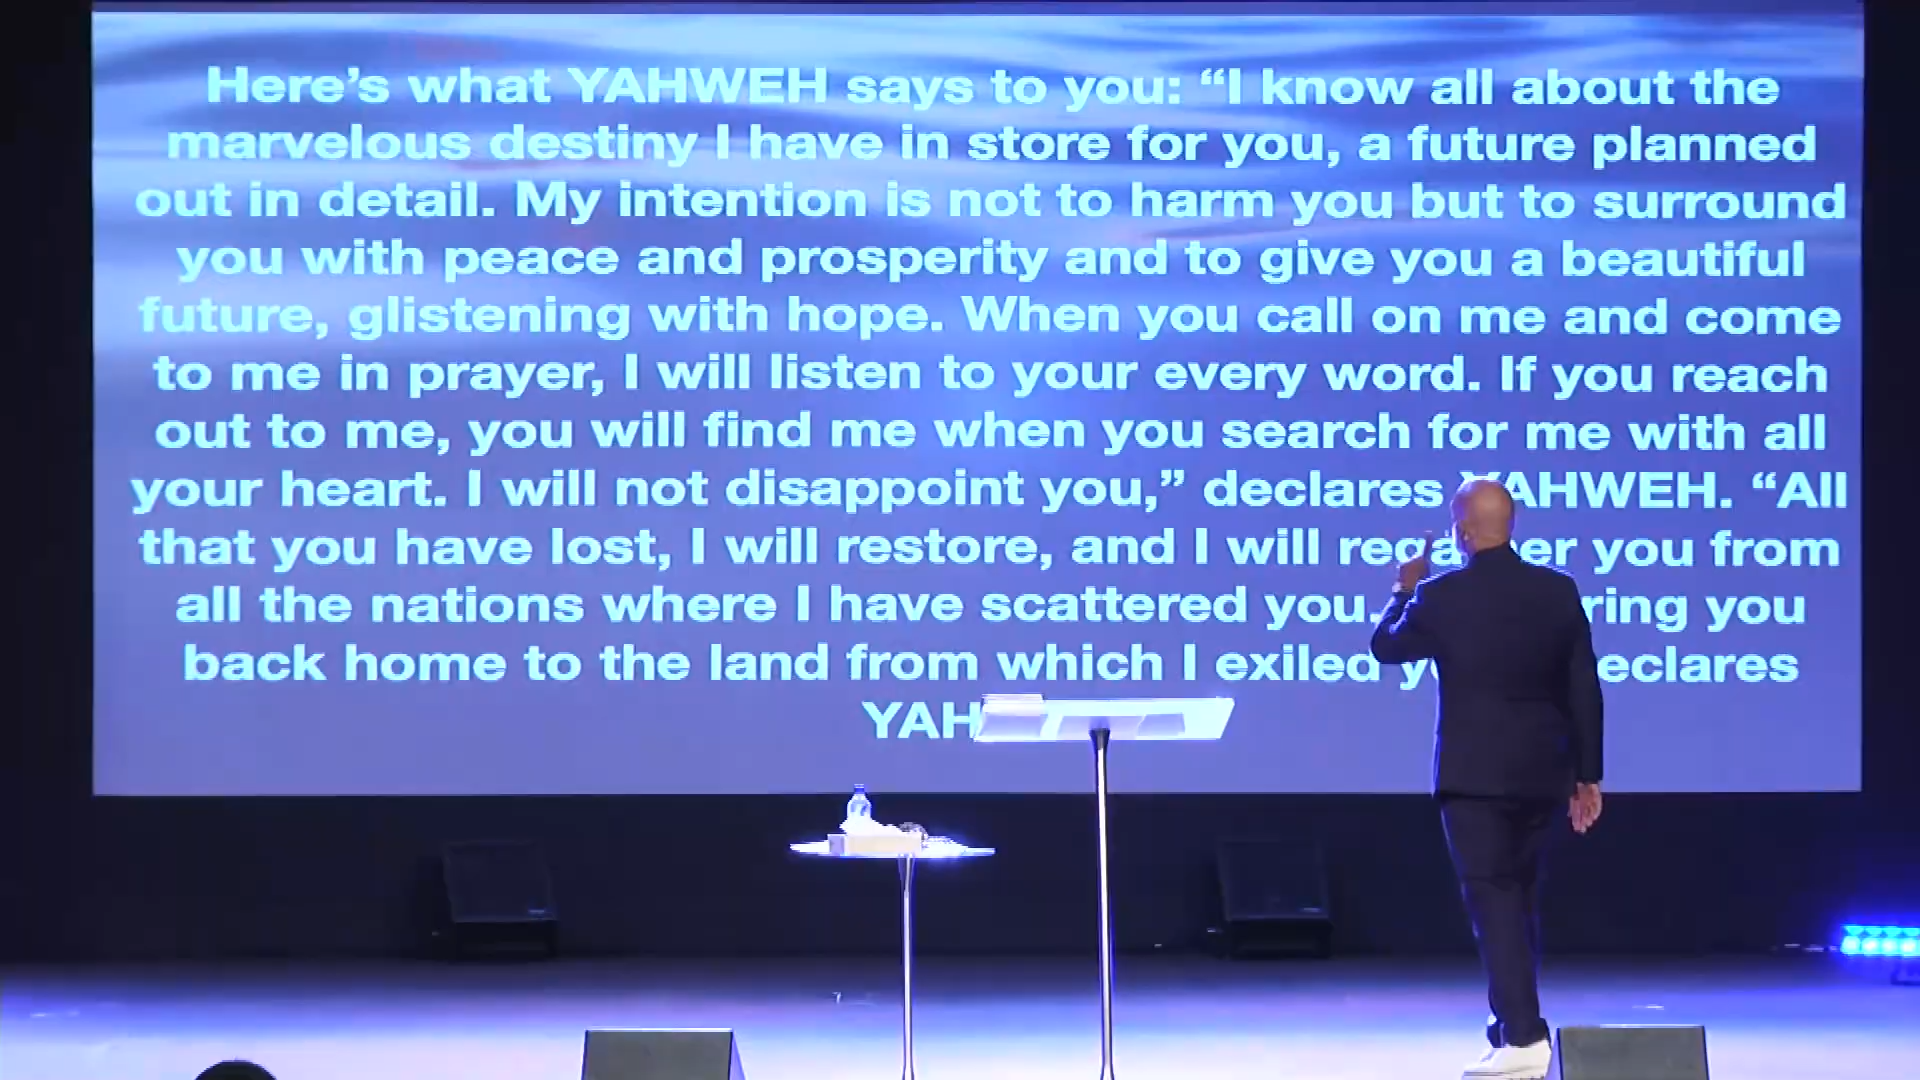 Here's what YAHWEH says to you: “I know all about the
marvelous destiny I have in store for you, a future planned
out in detail. My intention is not to harm you but to surround
you with peace and prosperity and to give you a beautiful
future, glistening with hope. When you call on me and come
to me in prayer, I will listen to your every word. If you reach
out to me, you will find me when you search for me with all
your heart. I will not disappoint you,” declares YAHWEH. “All
that you have lost, I will restore, and I will you from
all the nations where I have scattered you. you
back home to the land from which I exiled